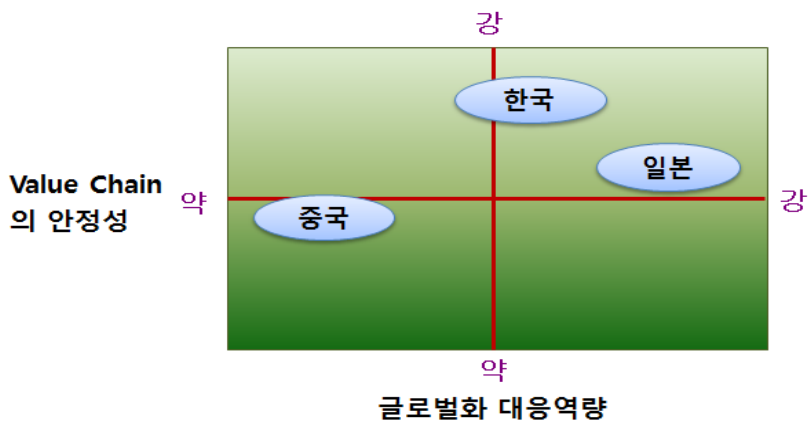 강
한국
일본
Value Chain
의 안정성
약
강
중국
약
글로벌화 대응역량